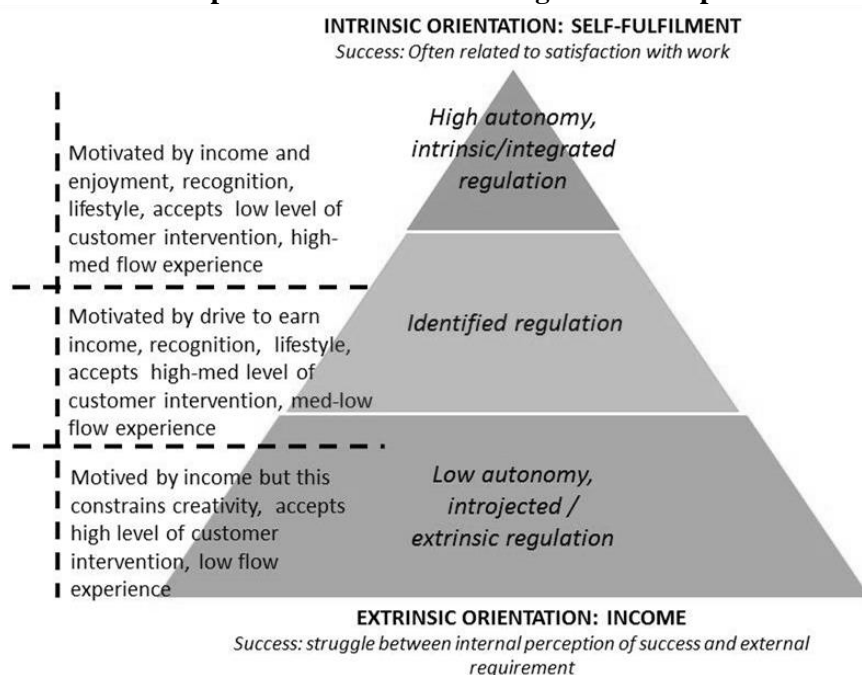 INTRINSIC ORIENTATION: SELF-FULFILMENT
Success: Often related to satisfaction with work
High autonomy,
intrinsic/integrated
regulation
Motivated by income and
enjoyment, recognition,
lifestyle, accepts low level of
customer intervention, high-
med flow experience
Identified regulation
Motivated by drive to earn
income, recognition, lifestyle,
accepts high-med level of
customer intervention, med-low
flow experience
Low autonomy,
introjected /
extrinsic regulation
Motived by income but this
constrains creativity, accepts
high level of customer
intervention, low flow
experience
EXTRINSIC ORIENTATION: INCOME
Success: struggle between internal perception of success and external
requirement